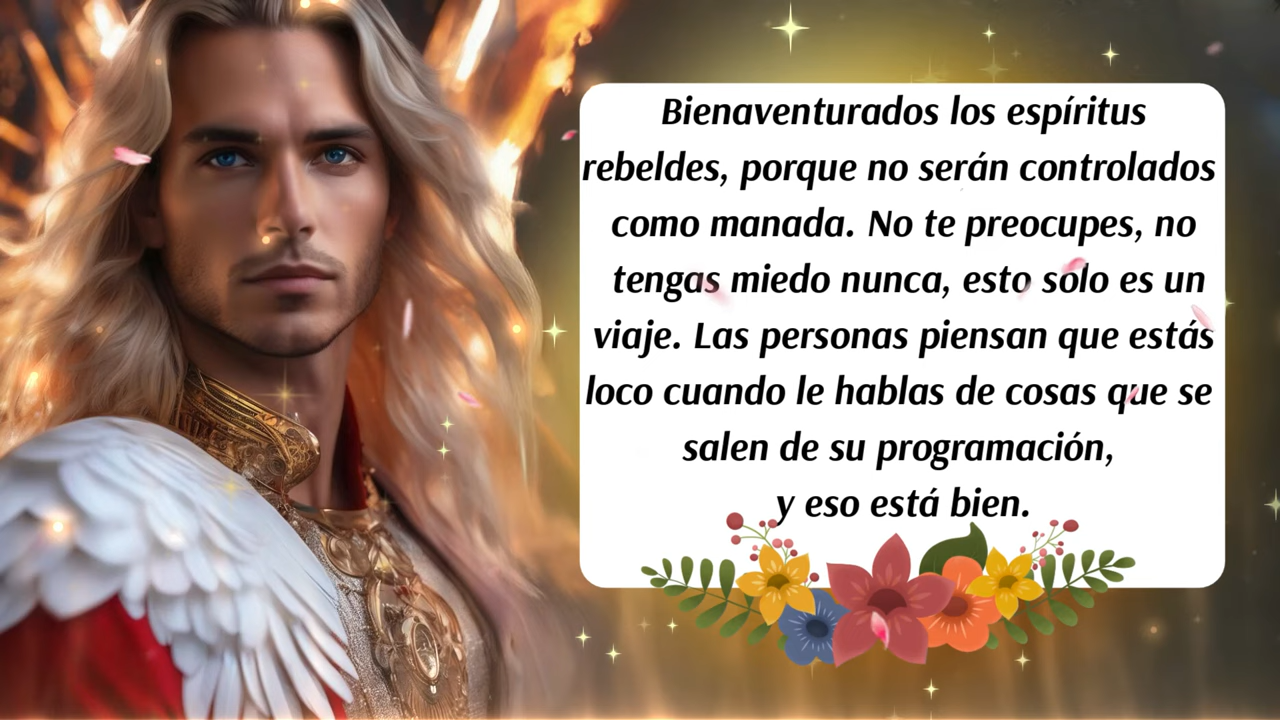 Bienaventurados los espíritus
rebeldes, porque no serán controlados
como manada. No te preocupes, no
tengas miedo nunca, esto solo es un
viaje. Las personas piensan que estás
loco cuando le hablas de cosas que se
salen de su programación,
y eso está bien.